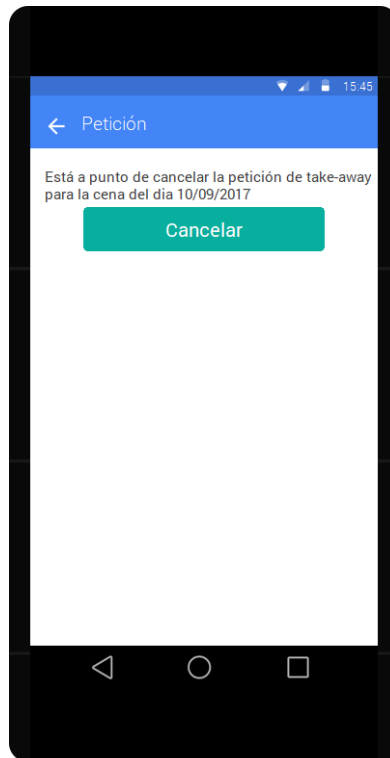 15:45
Petición
Está a punto de cancelar la petición de take-away
para la cena del dia 10/09/2017
Cancelar